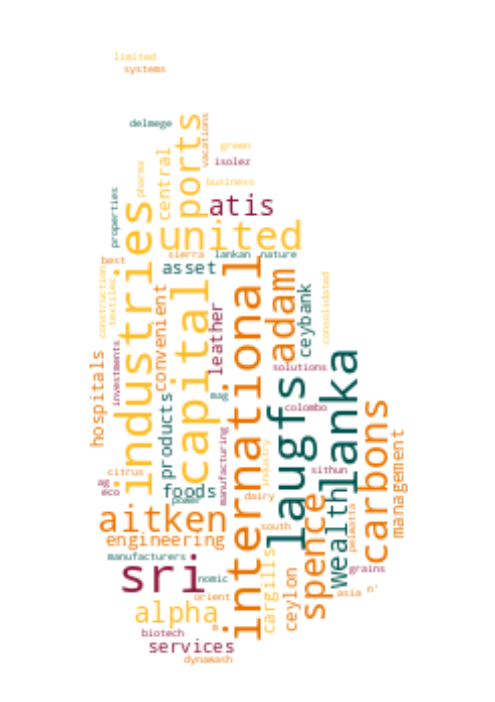 limited
systems
delmege
vacations
ports
green
isolez
pharma
central
business
properties
atis
industries
united
sierra
lankan
nature
best
asset
international
adam
construction
textiles
convenient
capital
ceybank
consolidated
leather
investments
hospitals
solutions
laugfs
lanka
mag
products
colombo
carbons
manufacturing
management
industry
citrus
sithun
ag
eco
foods
power
dairy
spence
wealth
pelwatta
aitken
south
engineering
manufacturers
cargills
ceylon
grains
sri
nomic
asia
n'
orient
alpha
m
biotech
services
dynawash